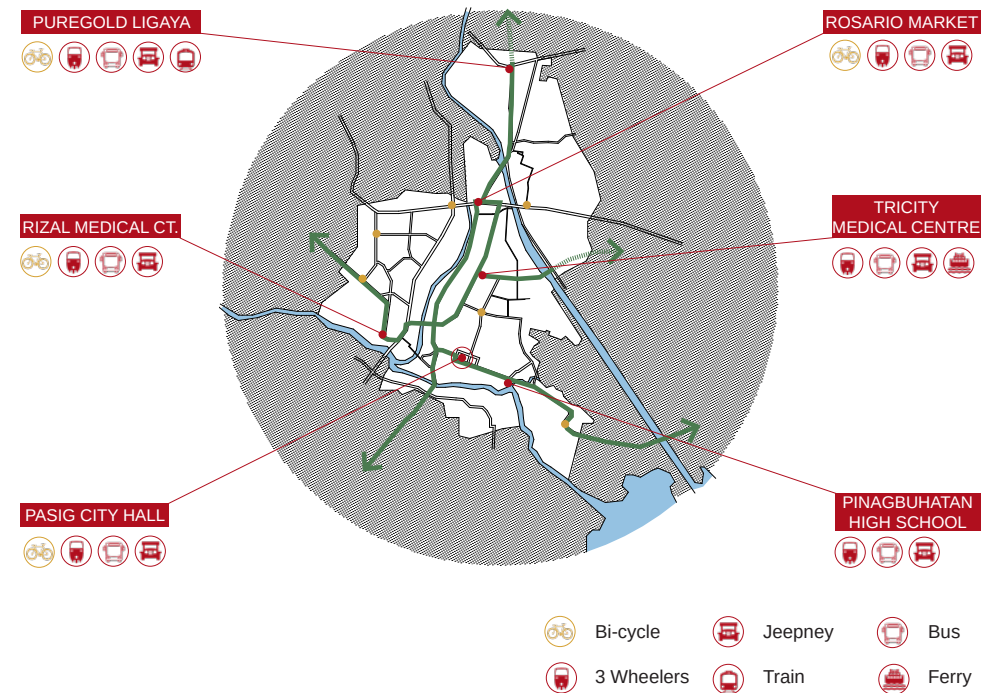 PUREGOLD LIGAYA
ROSARIO MARKET
RIZAL MEDICAL CT.
TRICITY
MEDICAL CENTRE
PASIG CITY HALL
PINAGBUHATAN
HIGH SCHOOL
Bi-cycle
Jeepney
Bus
3 Wheelers
Train
Ferry